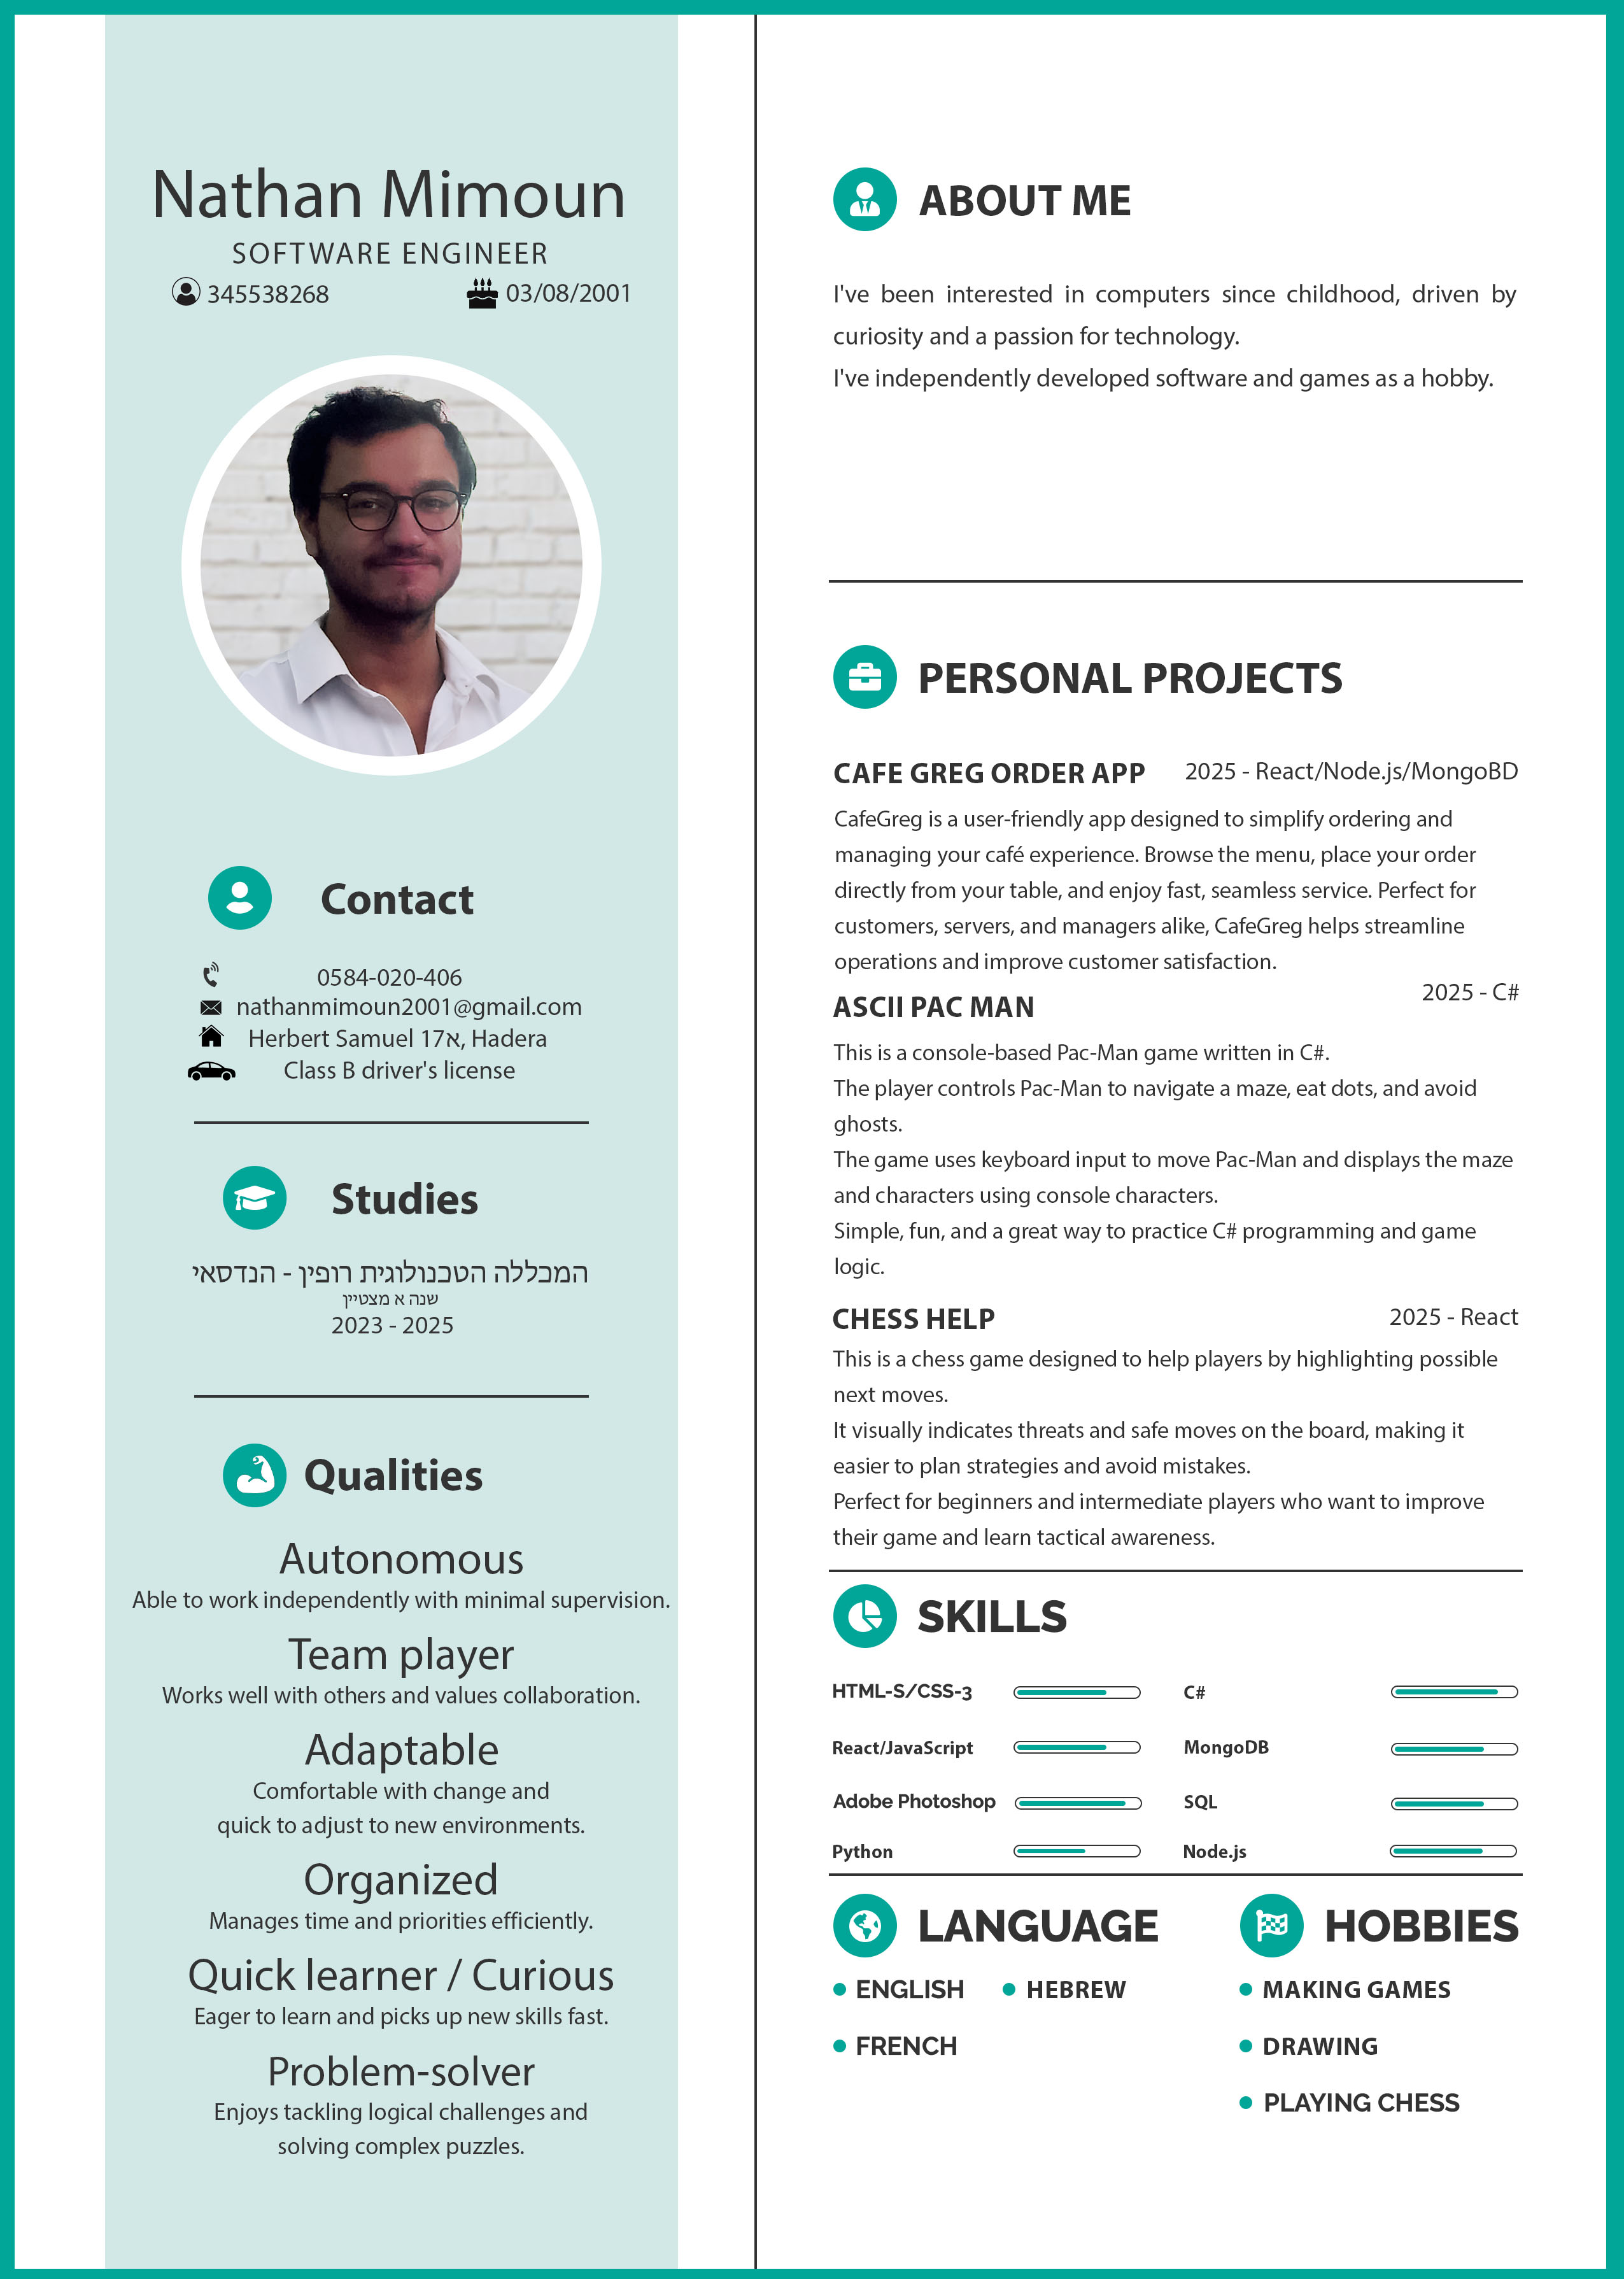 Nathan Mimoun
SOFTWARE ENGINEER
345538268
03/08/2001
Contact
0584-020-406
nathanmimoun2001@gmail.com
Herbert Samuel 17א, Hadera
Class B driver's license
Studies
המכללה הטכנולוגית רופין - הנדסאי
שנה א מצטיין
2023 - 2025
Qualities
Autonomous
Able to work independently with minimal supervision.
Team player
Works well with others and values collaboration.
Adaptable
Comfortable with change and
quick to adjust to new environments.
Organized
Manages time and priorities efficiently.
Quick learner / Curious
Eager to learn and picks up new skills fast.
Problem-solver
Enjoys tackling logical challenges and
solving complex puzzles.
ABOUT ME
I've been interested in computers since childhood, driven by
curiosity and a passion for technology.
I've independently developed software and games as a hobby.
PERSONAL PROJECTS
CAFE GREG ORDER APP
2025 - React/Node.js/MongoBD
CafeGreg is a user-friendly app designed to simplify ordering and
managing your café experience. Browse the menu, place your order
directly from your table, and enjoy fast, seamless service. Perfect for
customers, servers, and managers alike, CafeGreg helps streamline
operations and improve customer satisfaction.
ASCII PAC MAN
2025 - C#
This is a console-based Pac-Man game written in C#.
The player controls Pac-Man to navigate a maze, eat dots, and avoid
ghosts.
The game uses keyboard input to move Pac-Man and displays the maze
and characters using console characters.
Simple, fun, and a great way to practice C# programming and game
logic.
CHESS HELP
2025 - React
This is a chess game designed to help players by highlighting possible
next moves.
It visually indicates threats and safe moves on the board, making it
easier to plan strategies and avoid mistakes.
Perfect for beginners and intermediate players who want to improve
their game and learn tactical awareness.
SKILLS
HTML-S/CSS-3
C#
React/JavaScript
MongoDB
Adobe Photoshop
SQL
Python
Node.js
LANGUAGE
ENGLISH
HEBREW
FRENCH
HOBBIES
MAKING GAMES
DRAWING
PLAYING CHESS